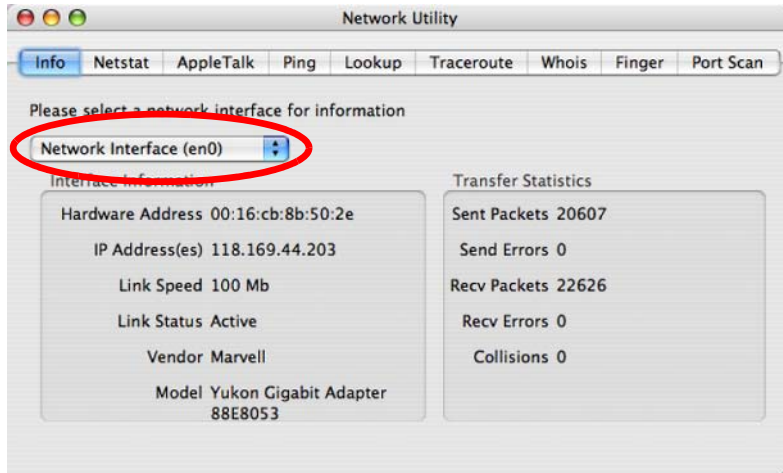 Network Utility
Info Netstat AppleTalk Ping Lookup Traceroute Whois Finger Port Scan
Please select a network interface for information
Network Interface (en0)
Interface Information
Hardware Address 00:16:cb:8b:50:2e
IP Address(es) 118.169.44.203
Link Speed 100 Mb
Link Status Active
Vendor Marvell
Model Yukon Gigabit Adapter
88E8053
Transfer Statistics
Sent Packets 20607
Send Errors 0
Recv Packets 22626
Recv Errors 0
Collisions 0